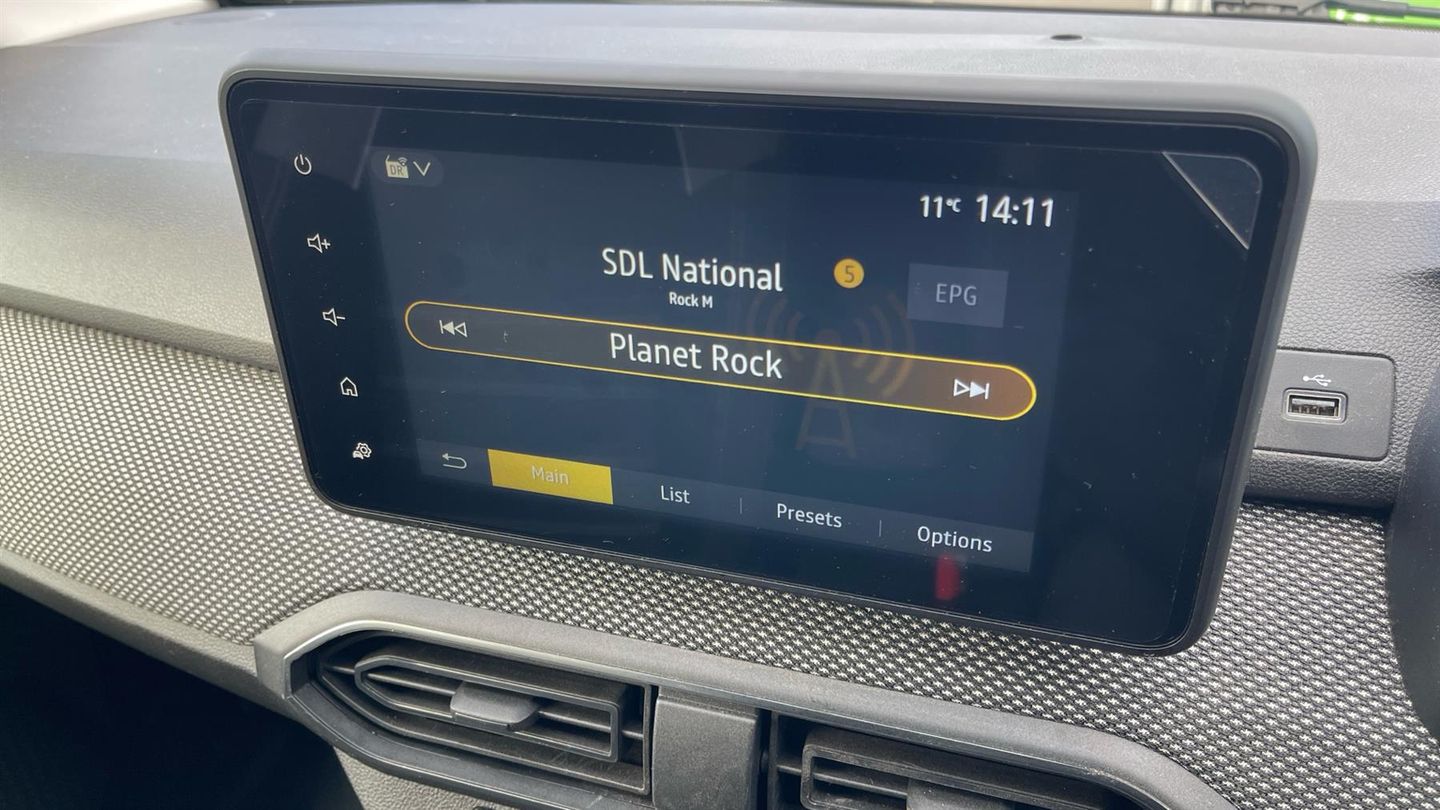 DR
11°C 14:11
SDL National
5
EPG
Rock M
Planet Rock
Main
List
Presets
Options